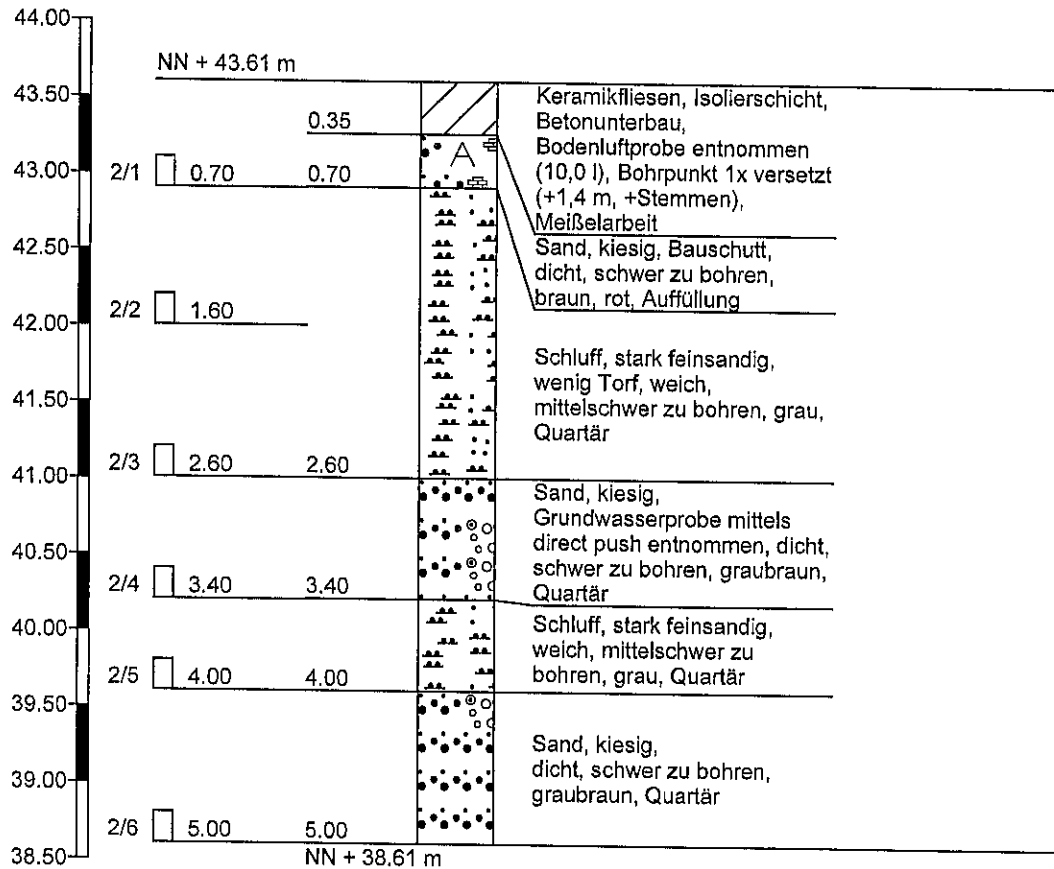 44.00
NN + 43.61 m
43.50
0.35
43.00
2/1 0.70 0.70
A
Keramikfliesen, Isolierschicht,
Betonunterbau,
Bodenluftprobe entnommen
(10,0 l), Bohrpunkt 1x versetzt
(+1,4 m, +Stemmen),
Meißelarbeit
42.50
Sand, kiesig, Bauschutt,
dicht, schwer zu bohren,
braun, rot, Auffüllung
2/2 1.60
42.00
Schluff, stark feinsandig,
wenig Torf, weich,
mittelschwer zu bohren, grau,
Quartär
41.50
2/3 2.60 2.60
41.00
Sand, kiesig,
Grundwasserprobe mittels
direct push entnommen, dicht,
schwer zu bohren, graubraun,
Quartär
40.50
2/4 3.40 3.40
40.00
Schluff, stark feinsandig,
weich, mittelschwer zu
bohren, grau, Quartär
2/5 4.00 4.00
39.50
Sand, kiesig,
dicht, schwer zu bohren,
graubraun, Quartär
39.00
2/6 5.00 5.00
38.50
NN + 38.61 m